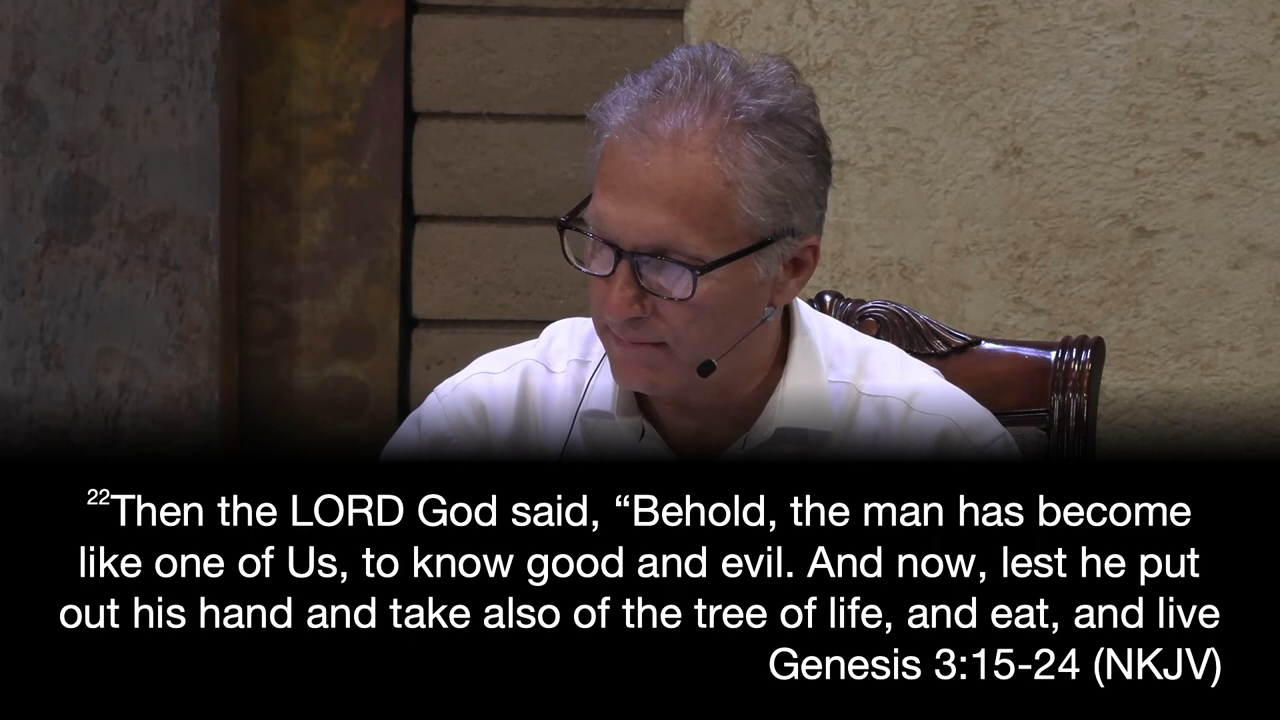 22Then the LORD God said, “Behold, the man has become
like one of Us, to know good and evil. And now, lest he put
out his hand and take also of the tree of life, and eat, and live
Genesis 3:15-24 (NKJV)